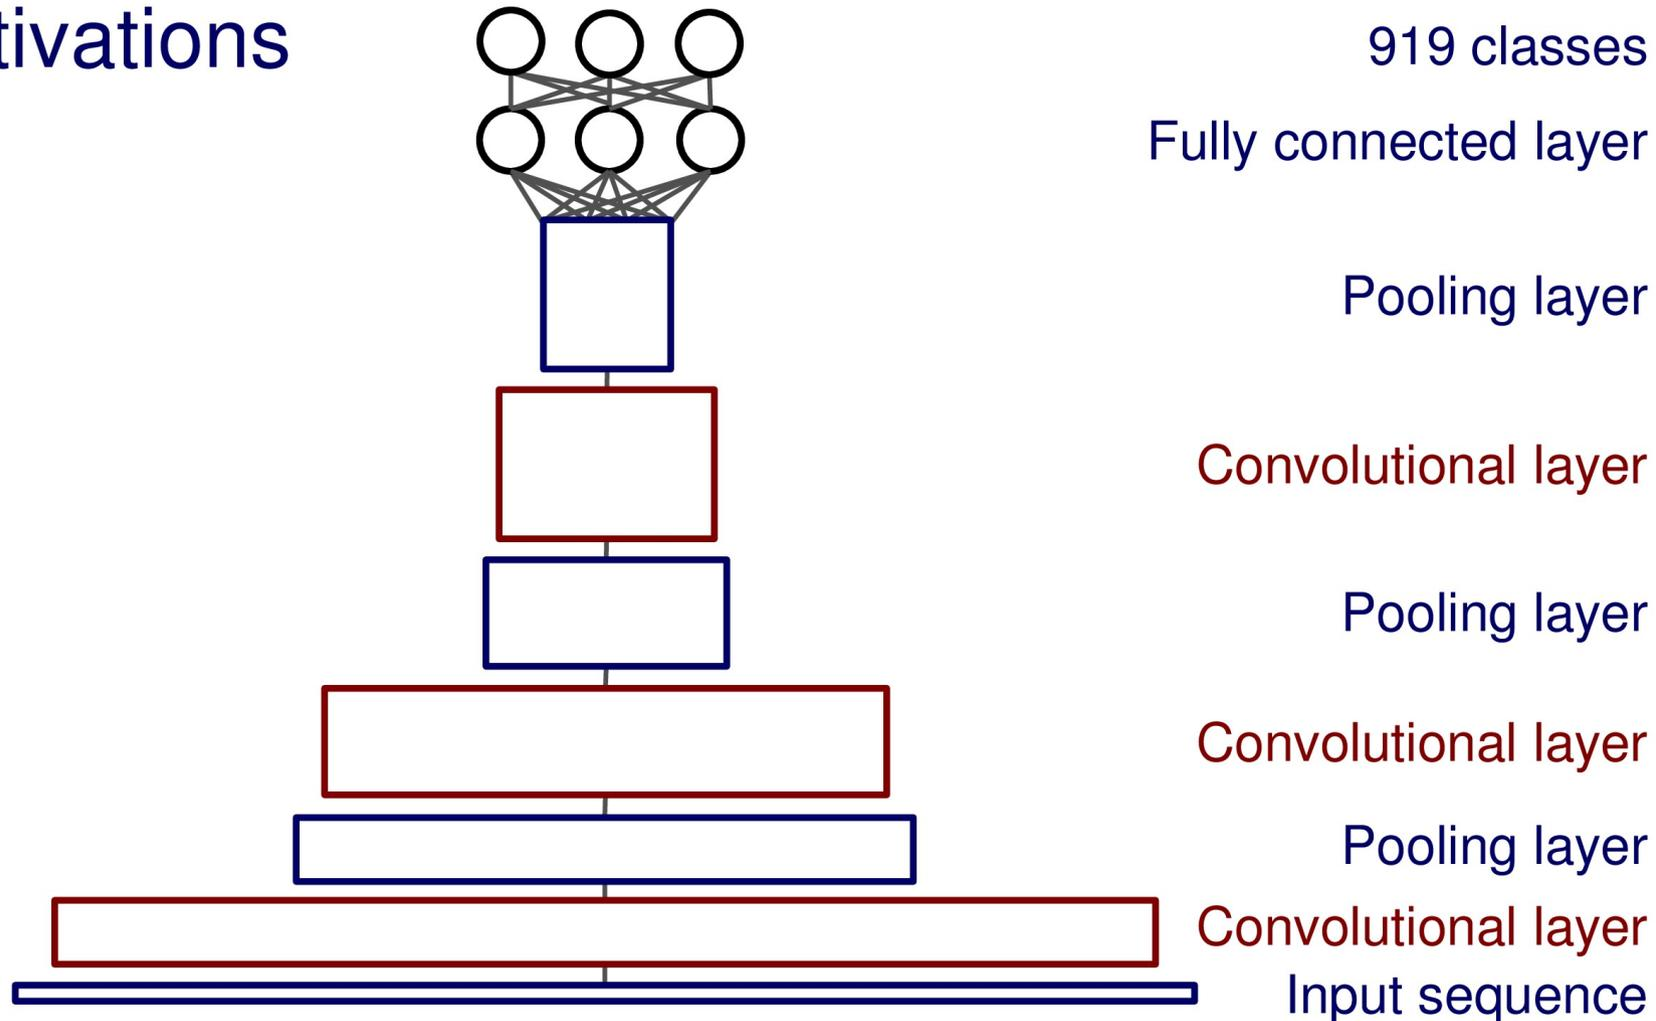 tivations
919 classes
Fully connected layer
Pooling layer
Convolutional layer
Pooling layer
Convolutional layer
Pooling layer
Convolutional layer
Input sequence